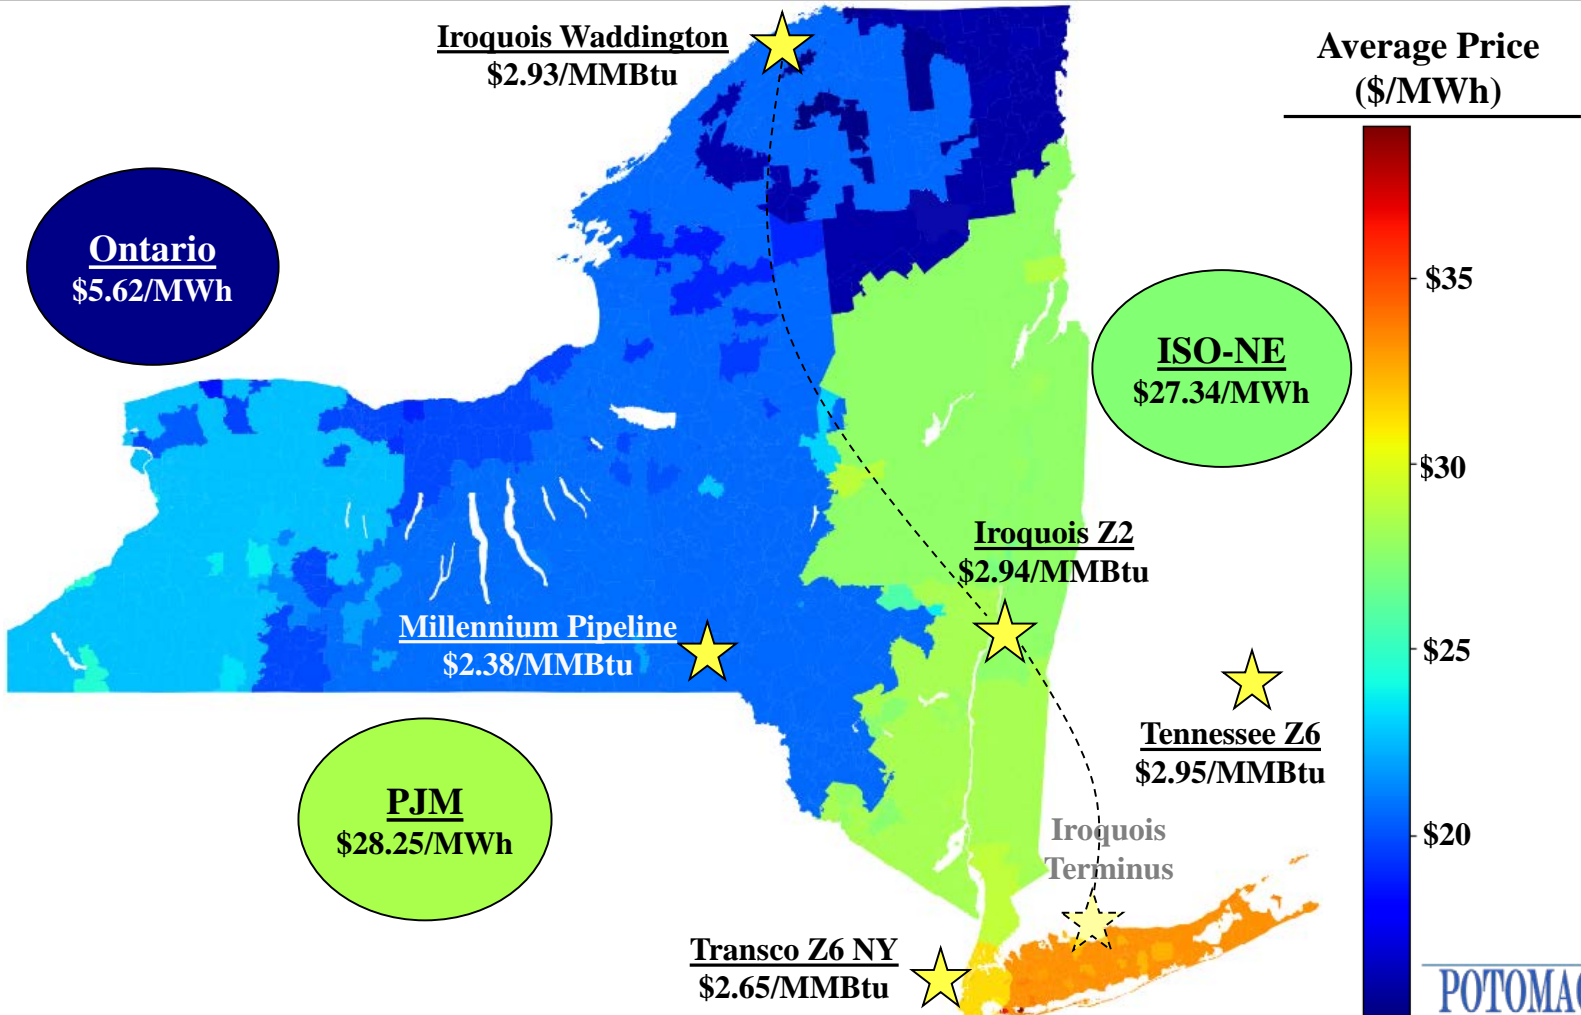 Iroquois Waddington
$2.93/MMBtu
Average Price
($/MWh)
Ontario
$5.62/MWh
$35
ISO-NE
$27.34/MWh
$30
Iroquois Z2
$2.94/MMBtu
Millennium Pipeline
$2.38/MMBtu
$25
Tennessee Z6
$2.95/MMBtu
PJM
$28.25/MWh
Iroquois
Terminus
$20
Transco Z6 NY
$2.65/MMBtu
POTOMAC